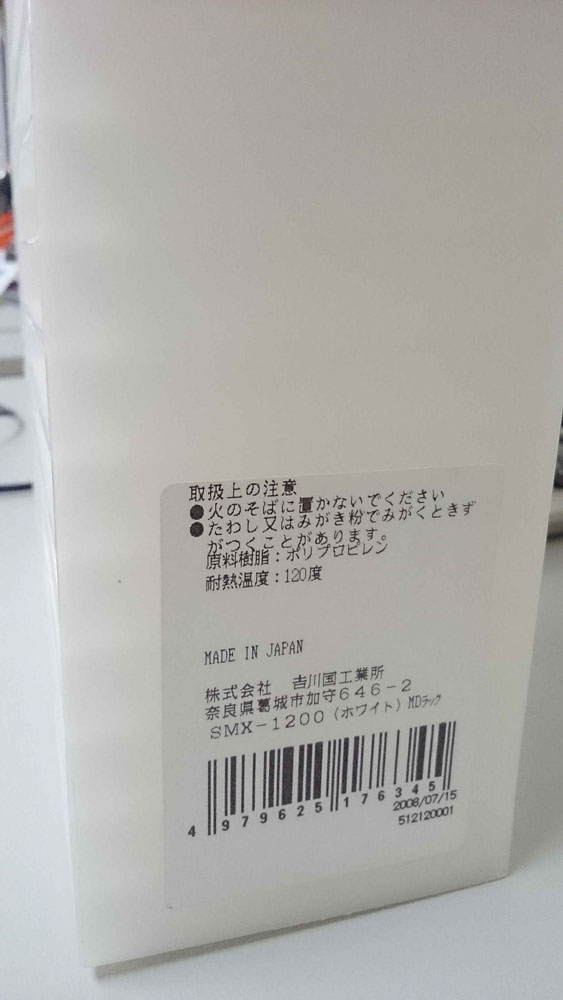 取扱上の注意
●火のそばに置かないでください
●たわし又はみがき粉でみがくときず
がつくことがあります。
原料樹脂：ポリプロピレン
耐熱温度：120度
MADE IN JAPAN
株式会社　吉川国工業所
奈良県葛城市加守６４６－２
SMX－1200（ホワイト）MDラック
4 979625 176345
2008/07/15
512120001